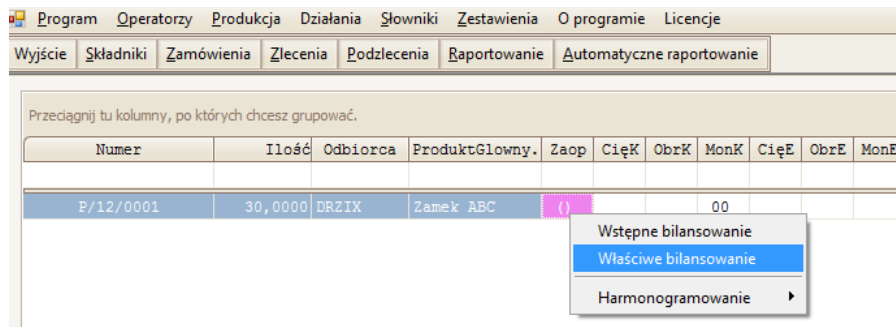 Program Operatorzy Produkcja Działania Słowniki Zestawienia O programie Licencje
Wyjście Składniki Zamówienia Zlecenia Podzlecenia Raportowanie Automatyczne raportowanie
Przeciągnij tu kolumny, po których chcesz grupować.
Numer Ilość Odbiorca ProduktGlowny. Zaop CięK ObrK MonK CięE ObrE MonE
P/12/0001 30,0000 DRZIX Zamek ABC () 00
Wstępne bilansowanie
Właściwe bilansowanie
Harmonogramowanie